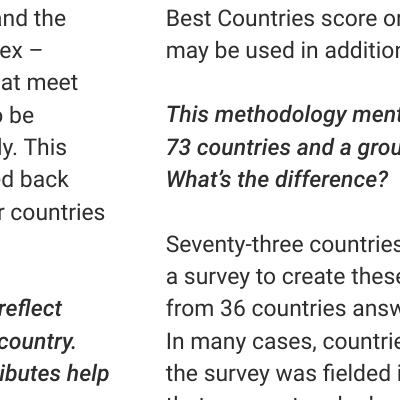 and the
ex –
at meet
o be
ly. This
ed back
r countries
reflect
country.
ibutes help
Best Countries score or
may be used in addition
This methodology ment
73 countries and a grou
What's the difference?
Seventy-three countries
a survey to create these
from 36 countries answ
In many cases, countrie
the survey was fielded i